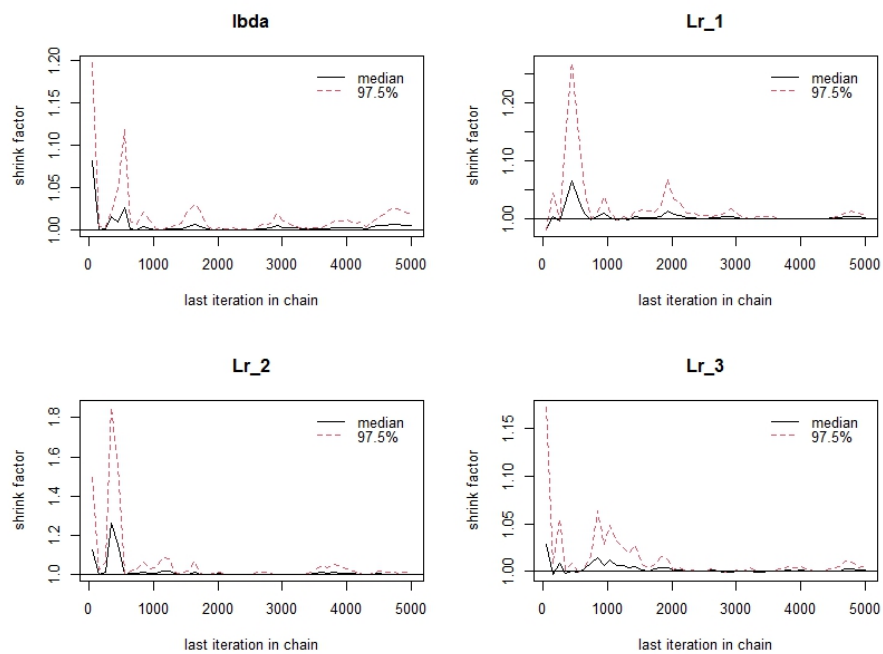 lbda
shrink factor
1.00 1.05 1.10 1.15 1.20
median
97.5%
0 1000 2000 3000 4000 5000
last iteration in chain
Lr_1
shrink factor
1.00 1.10 1.20
median
97.5%
0 1000 2000 3000 4000 5000
last iteration in chain
Lr_2
shrink factor
1.0 1.2 1.4 1.6 1.8
median
97.5%
0 1000 2000 3000 4000 5000
last iteration in chain
Lr_3
shrink factor
1.00 1.05 1.10 1.15
median
97.5%
0 1000 2000 3000 4000 5000
last iteration in chain